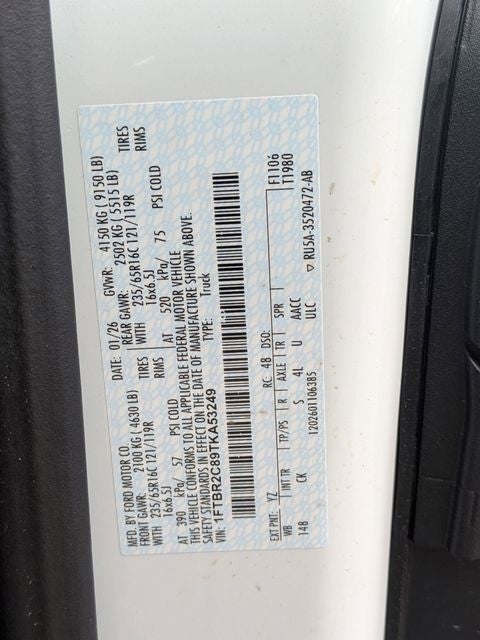 MFD. BY FORD MOTOR CO.
DATE: 01/26 GVWR: 4150 KG ( 9150 LB)
FRONT GAWR: 2100 KG ( 4630 LB) REAR GAWR: 2502 KG ( 5515 LB)
WITH 235/65R16C 121/119R TIRES WITH 235/65R16C 121/119R TIRES
16x6.5J RIMS 16x6.5J RIMS
AT 390 kPa/ 57 PSI COLD AT 520 kPa/ 75 PSI COLD
THIS VEHICLE CONFORMS TO ALL APPLICABLE FEDERAL MOTOR VEHICLE
SAFETY STANDARDS IN EFFECT ON THE DATE OF MANUFACTURE SHOWN ABOVE.
VIN: 1FTBR2C89TKA53249 TYPE: Truck
F1106
T1980
EXT PNT: YZ RC: 48 DSO:
WB INT TR TP/PS R AXLE TR SPR
148 CK S 4L U AACC
ULC
1202601106385
RU5A-3520472-AB